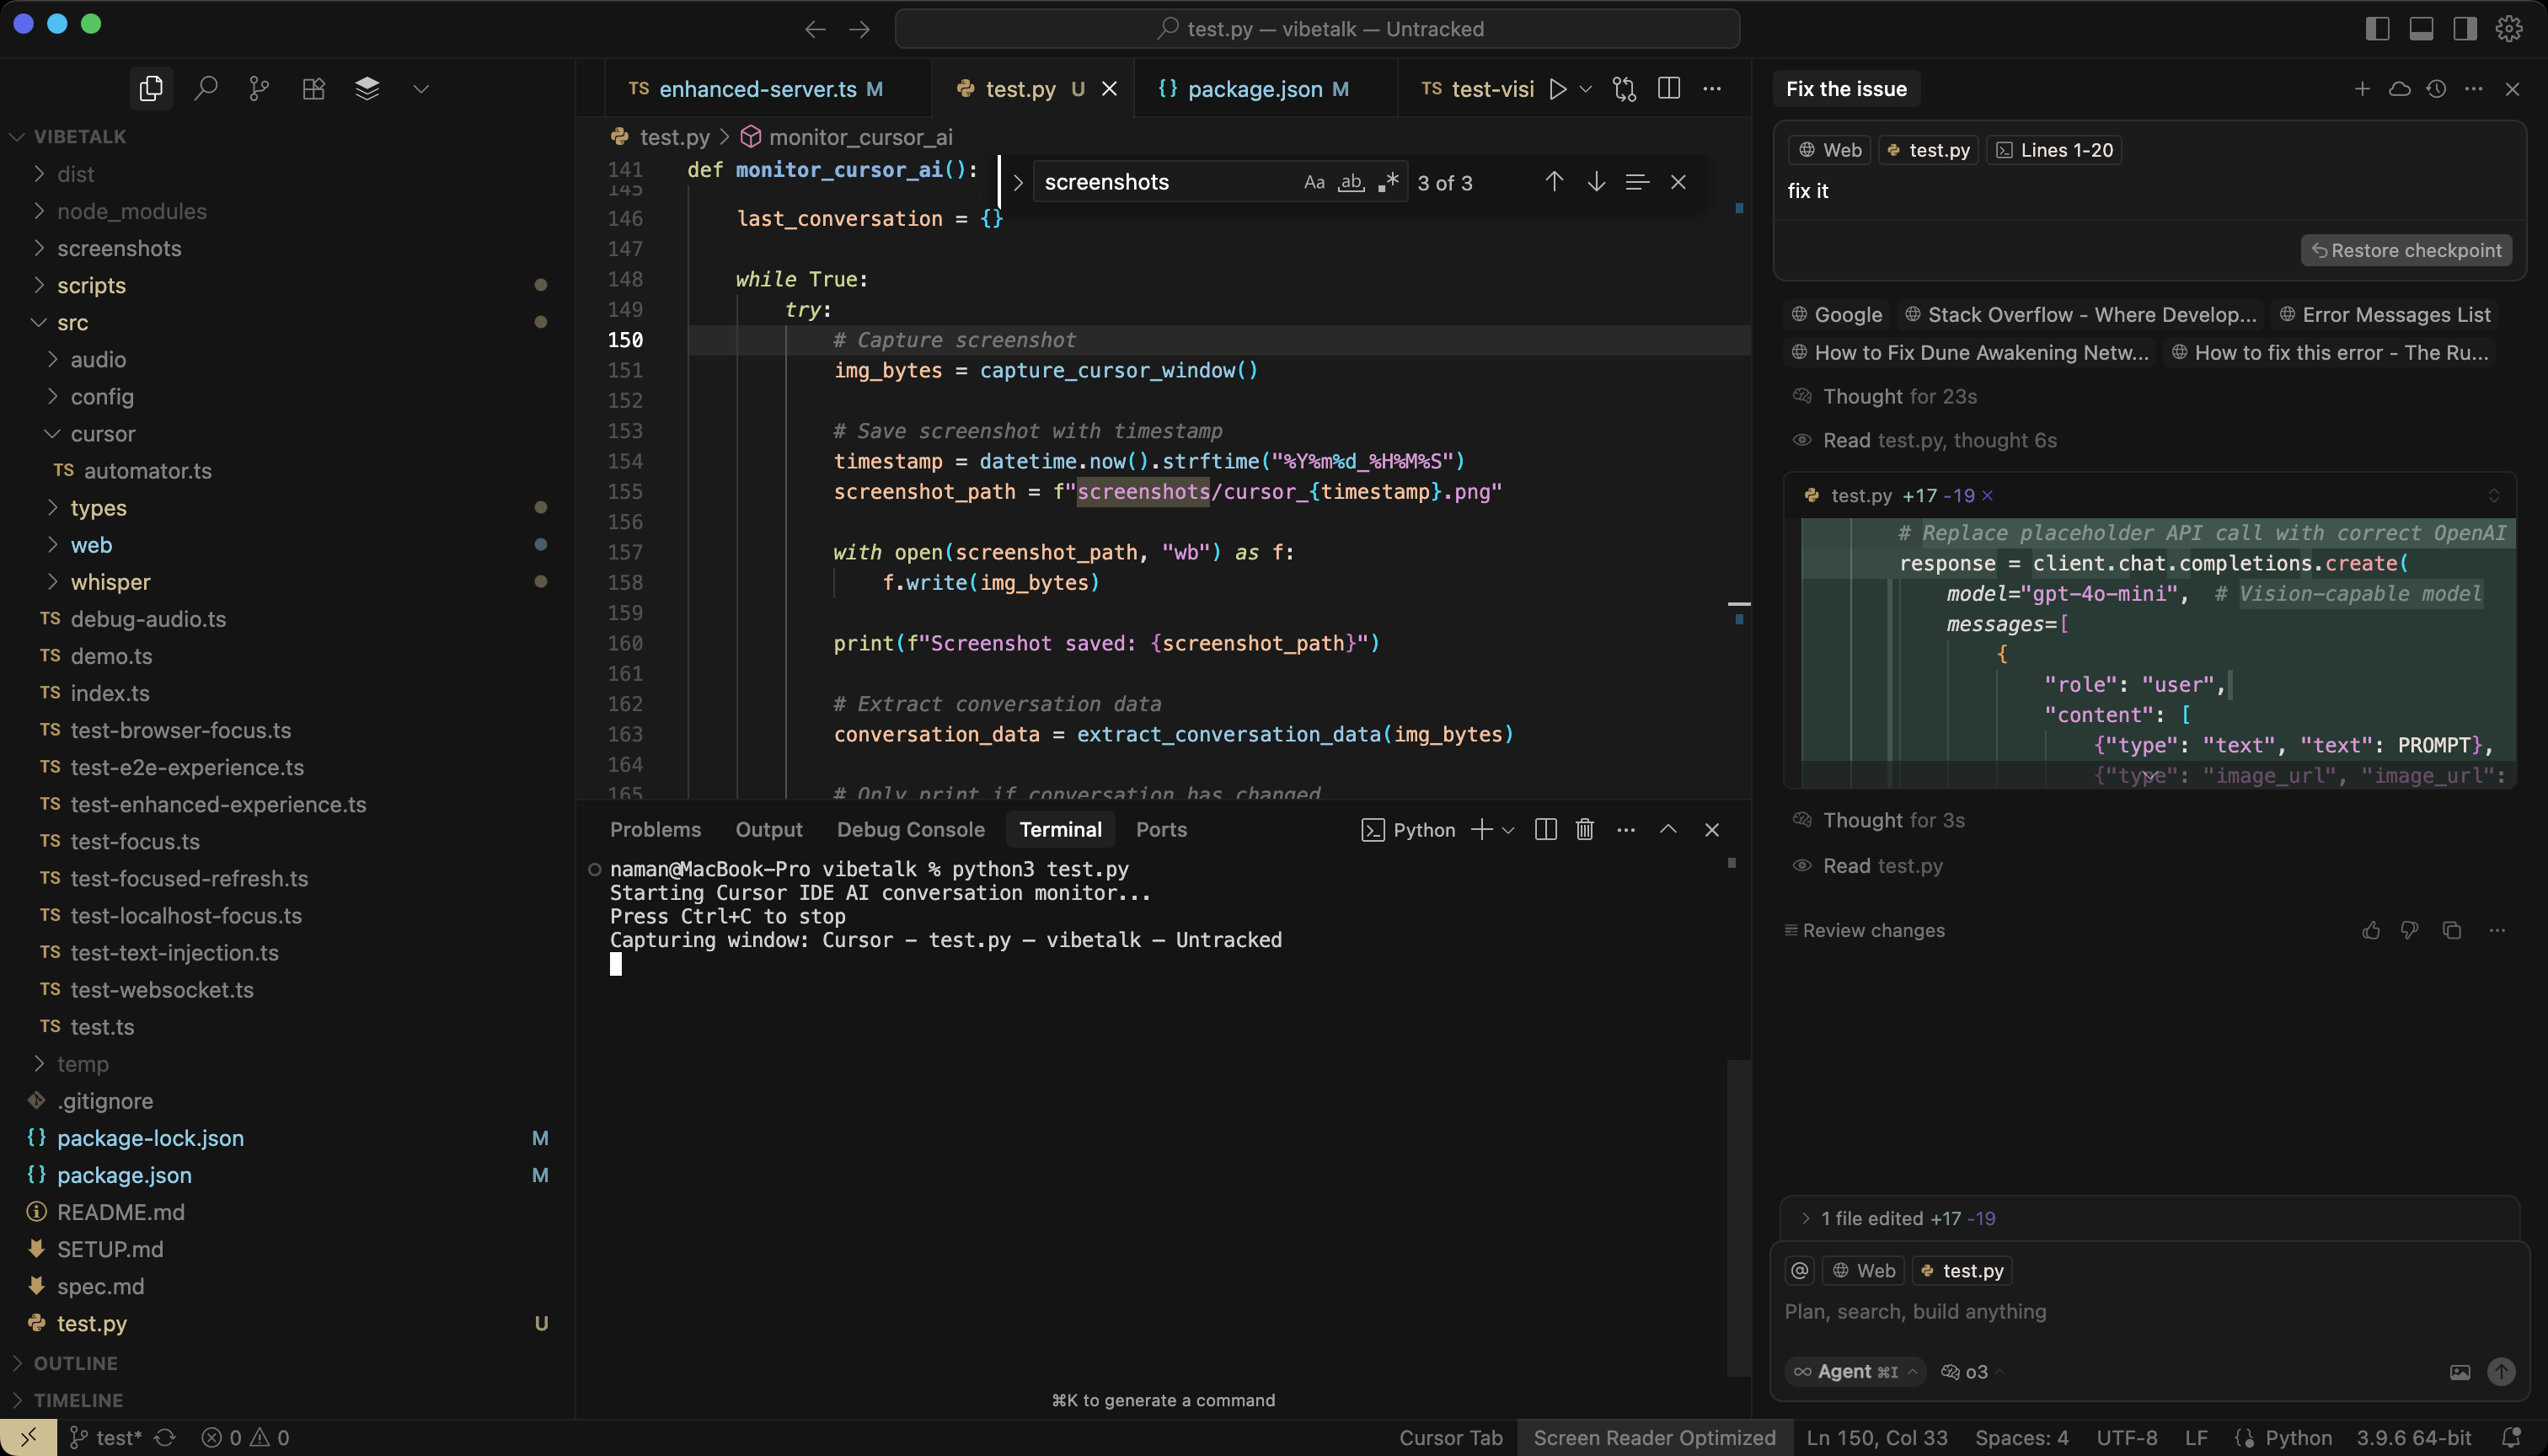 test.py — vibetalk — Untracked
VIBETALK
dist
node_modules
screenshots
scripts
src
audio
config
cursor
TS automator.ts
types
web
whisper
TS debug-audio.ts
TS demo.ts
TS index.ts
TS test-browser-focus.ts
TS test-e2e-experience.ts
TS test-enhanced-experience.ts
TS test-focus.ts
TS test-focused-refresh.ts
TS test-localhost-focus.ts
TS test-text-injection.ts
TS test-websocket.ts
TS test.ts
temp
.gitignore
{} package-lock.json M
{} package.json M
README.md
SETUP.md
spec.md
test.py U
OUTLINE
TIMELINE
TS enhanced-server.ts M
test.py U
{} package.json M
TS test-visi
test.py > monitor_cursor_ai
screenshots Aa ab 3 of 3
141 def monitor_cursor_ai():
145
146 last_conversation = {}
147
148 while True:
149 try:
150 # Capture screenshot
151 img_bytes = capture_cursor_window()
152
153 # Save screenshot with timestamp
154 timestamp = datetime.now().strftime("%Y%m%d_%H%M%S")
155 screenshot_path = f"screenshots/cursor_{timestamp}.png"
156
157 with open(screenshot_path, "wb") as f:
158 f.write(img_bytes)
159
160 print(f"Screenshot saved: {screenshot_path}")
161
162 # Extract conversation data
163 conversation_data = extract_conversation_data(img_bytes)
164
165 # Only print if conversation has changed
Problems Output Debug Console Terminal Ports
Python
naman@MacBook-Pro vibetalk % python3 test.py
Starting Cursor IDE AI conversation monitor...
Press Ctrl+C to stop
Capturing window: Cursor - test.py — vibetalk — Untracked
⌘K to generate a command
Fix the issue
Web test.py Lines 1-20
fix it
Restore checkpoint
Google Stack Overflow - Where Develop... Error Messages List
How to Fix Dune Awakening Netw... How to fix this error - The Ru...
Thought for 23s
Read test.py, thought 6s
test.py +17 -19
# Replace placeholder API call with correct OpenAI
response = client.chat.completions.create(
model="gpt-4o-mini", # Vision-capable model
messages=[
{
"role": "user",
"content": [
{"type": "text", "text": PROMPT},
{"type": "image_url", "image_url":
Thought for 3s
Read test.py
Review changes
1 file edited +17 -19
@ Web test.py
Plan, search, build anything
Agent ⌘I o3
test* 0 0
Cursor Tab Screen Reader Optimized Ln 150, Col 33 Spaces: 4 UTF-8 LF Python 3.9.6 64-bit